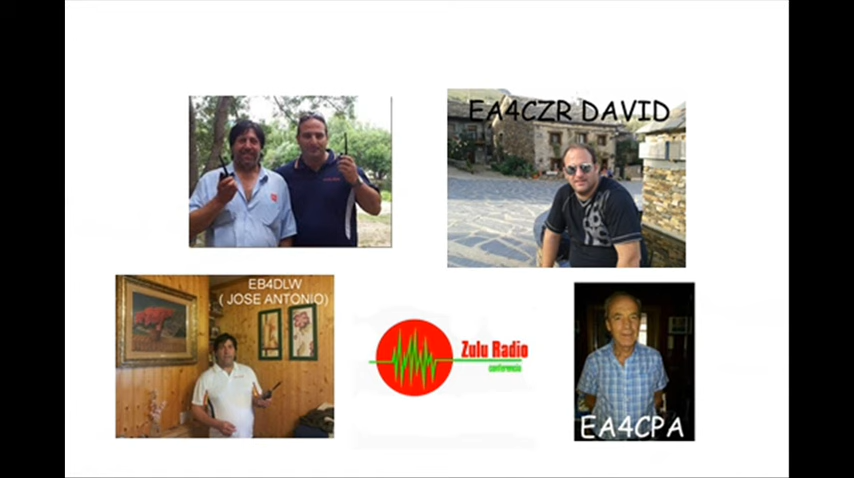 EA4CZR DAVID
EB4DLW
( JOSE ANTONIO)
Zulu Radio
conferencia
EA4CPA